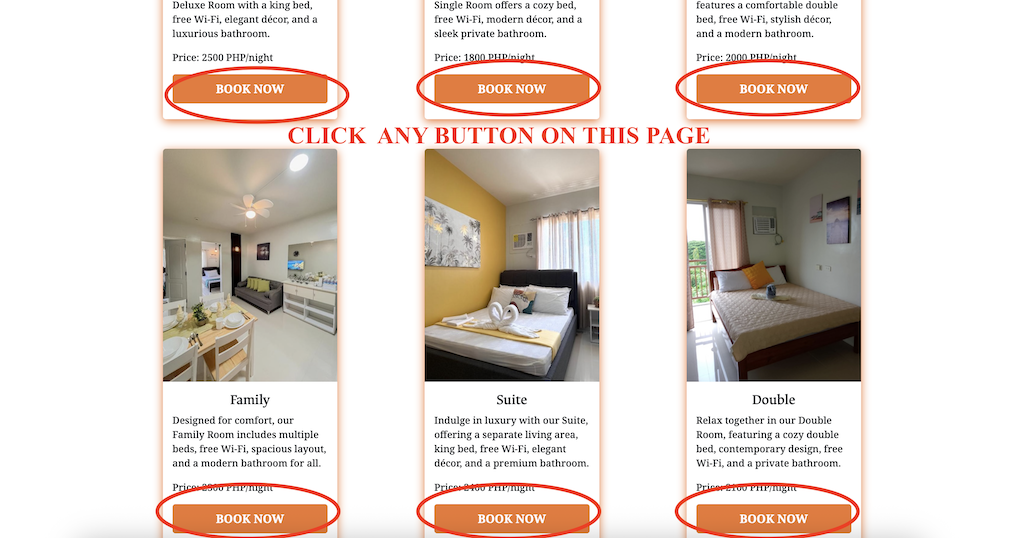 Deluxe Room with a king bed,
free Wi-Fi, elegant décor, and a
luxurious bathroom.
Price: 2500 PHP/night
BOOK NOW
Single Room offers a cozy bed,
free Wi-Fi, modern décor, and a
sleek private bathroom.
Price: 1800 PHP/night
BOOK NOW
features a comfortable double
bed, free Wi-Fi, stylish décor,
and a modern bathroom.
Price: 2000 PHP/night
BOOK NOW
CLICK ANY BUTTON ON THIS PAGE
Family
Designed for comfort, our
Family Room includes multiple
beds, free Wi-Fi, spacious layout,
and a modern bathroom for all.
Price: PHP/night
BOOK NOW
Suite
Indulge in luxury with our Suite,
offering a separate living area,
king bed, free Wi-Fi, elegant
décor, and a premium bathroom.
Price: PHP/night
BOOK NOW
Double
Relax together in our Double
Room, featuring a cozy double
bed, contemporary design, free
Wi-Fi, and a private bathroom.
Price: PHP/night
BOOK NOW